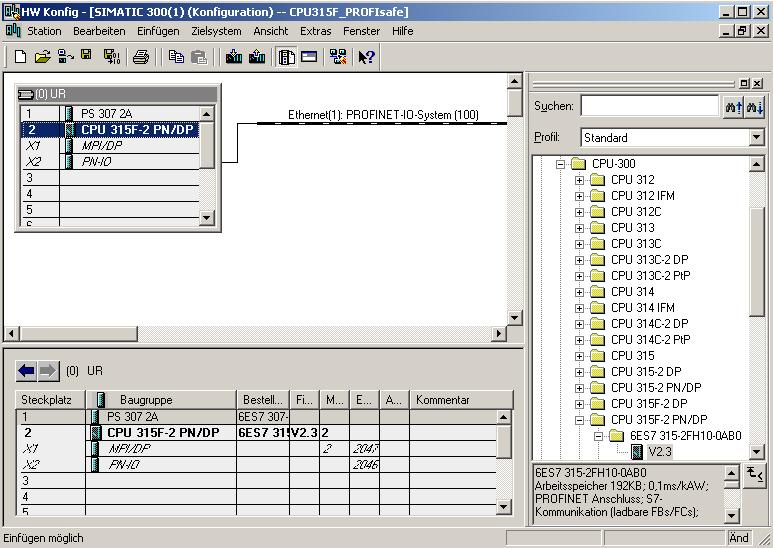 HW Konfig - [SIMATIC 300(1) (Konfiguration) -- CPU315F_PROFIsafe]
Station Bearbeiten Einfügen Zielsystem Ansicht Extras Fenster Hilfe
(0) UR
1 PS 307 2A
2 CPU 315F-2 PN/DP
X1 MPI/DP
X2 PN-IO
3
4
5
6
Ethernet(1): PROFINET-IO-System (100)
Suchen:
Profil: Standard
CPU-300
CPU 312
CPU 312 IFM
CPU 312C
CPU 313
CPU 313C
CPU 313C-2 DP
CPU 313C-2 PtP
CPU 314
CPU 314 IFM
CPU 314C-2 DP
CPU 314C-2 PtP
CPU 315
CPU 315-2 DP
CPU 315-2 PN/DP
CPU 315F-2 DP
CPU 315F-2 PN/DP
6ES7 315-2FH10-0AB0
V2.3
6ES7 315-2FH10-0AB0
Arbeitsspeicher 192KB; 0,1ms/kAW;
PROFINET Anschluss; S7-
Kommunikation (ladbare FBs/FCs);
(0) UR
Steckplatz Baugruppe Bestell... Fi... M... E... A... Kommentar
1 PS 307 2A 6ES7 307-
2 CPU 315F-2 PN/DP 6ES7 315 V2.3 2
X1 MPI/DP 2 2047
X2 PN-IO 2046
3
4
5
Einfügen möglich
Änd